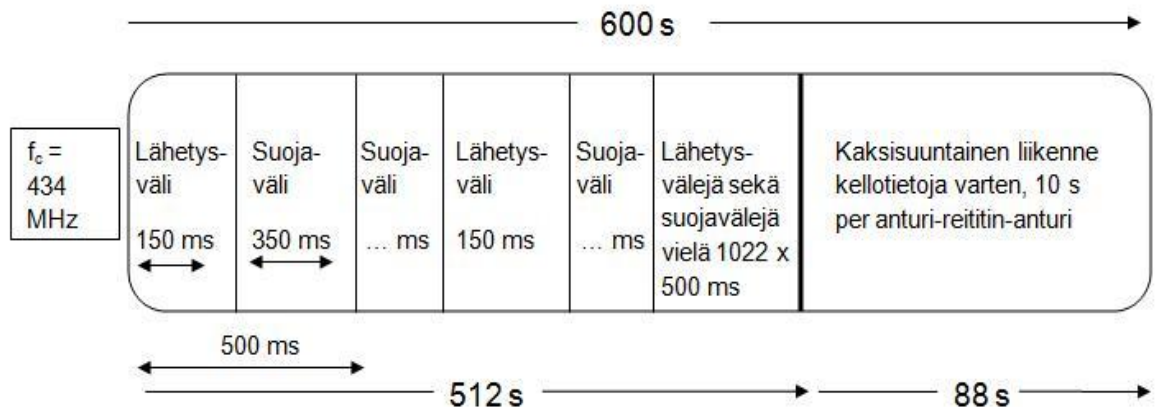 600 s
f꜀ =
434
MHz
Lähetys-
väli
150 ms
Suoja-
väli
350 ms
Suoja-
väli
... ms
Lähetys-
väli
150 ms
Suoja-
väli
... ms
Lähetys-
välejä sekä
suojavälejä
vielä 1022 x
500 ms
Kaksisuuntainen liikenne
kellotietoja varten, 10 s
per anturi-reititin-anturi
500 ms
512 s
88 s